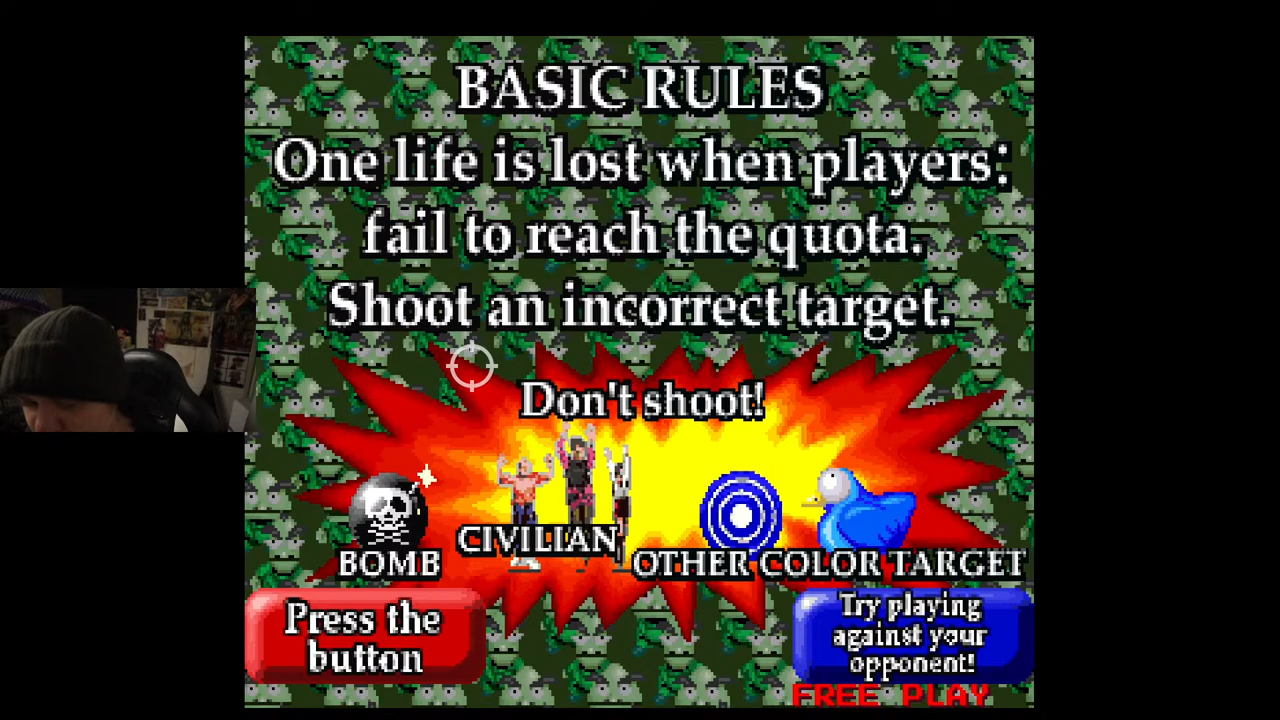 BASIC RULES
One life is lost when players:
fail to reach the quota.
Shoot an incorrect target.
Don't shoot!
BOMB
CIVILIAN
OTHER COLOR TARGET
Press the
button
Try playing
against your
opponent!
FREE PLAY